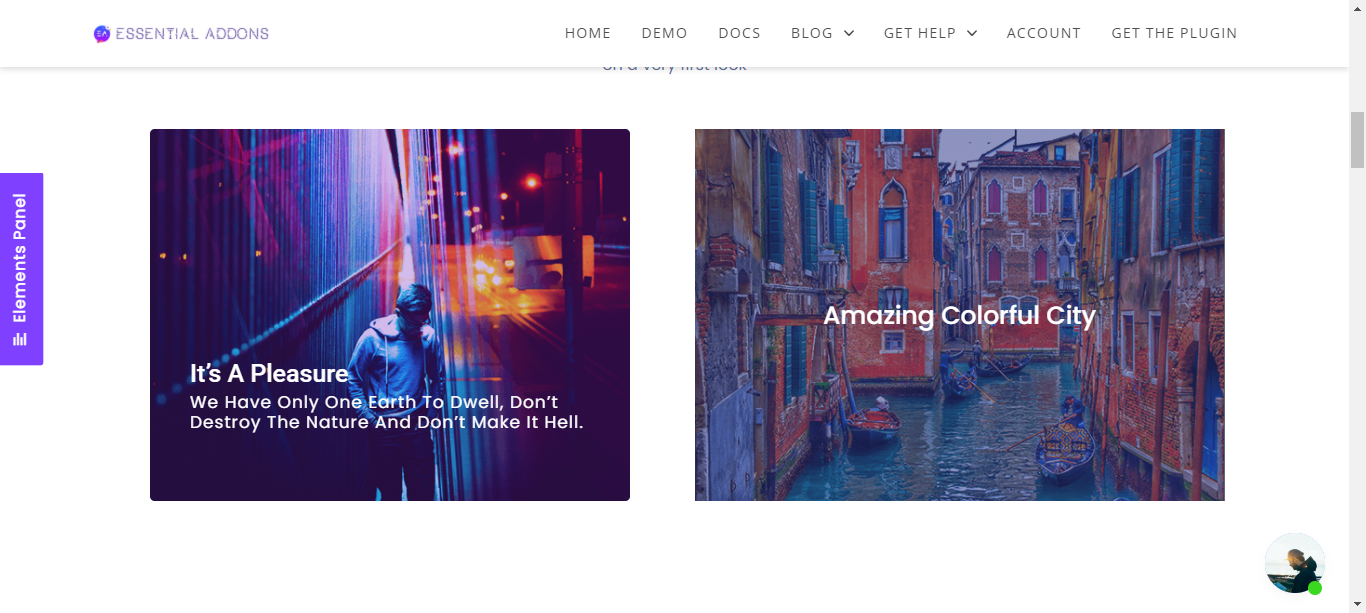 EA ESSENTIAL ADDONS
HOME DEMO DOCS BLOG GET HELP ACCOUNT GET THE PLUGIN
on a very first look
Elements Panel
It's A Pleasure
We Have Only One Earth To Dwell, Don't
Destroy The Nature And Don't Make It Hell.
Amazing Colorful City